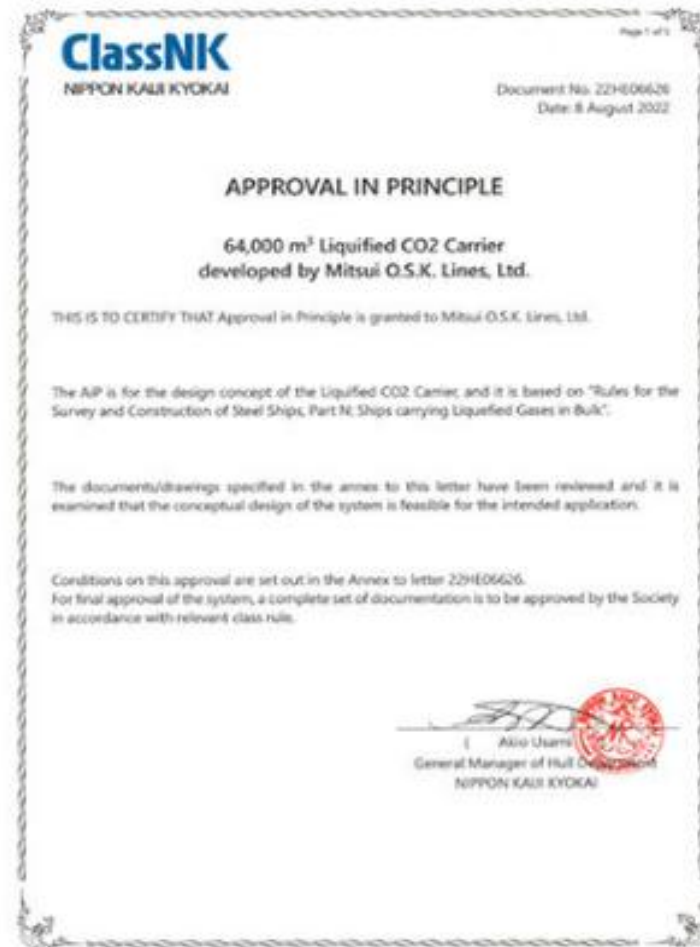 Page 1 of 5
ClassNK
NIPPON KAIJI KYOKAI
Document No. 22HE06626
Date: 8 August 2022
APPROVAL IN PRINCIPLE
64,000 m³ Liquified CO2 Carrier
developed by Mitsui O.S.K. Lines, Ltd.
THIS IS TO CERTIFY THAT Approval in Principle is granted to Mitsui O.S.K. Lines, Ltd.
The AiP is for the design concept of the Liquified CO2 Carrier, and it is based on "Rules for the
Survey and Construction of Steel Ships, Part N: Ships carrying Liquefied Gases in Bulk".
The documents/drawings specified in the annex to this letter have been reviewed and it is
examined that the conceptual design of the system is feasible for the intended application.
Conditions on this approval are set out in the Annex to letter 22HE06626.
For final approval of the system, a complete set of documentation is to be approved by the Society
in accordance with relevant class rule.
( Akio Usami
General Manager of Hull Department
NIPPON KAIJI KYOKAI